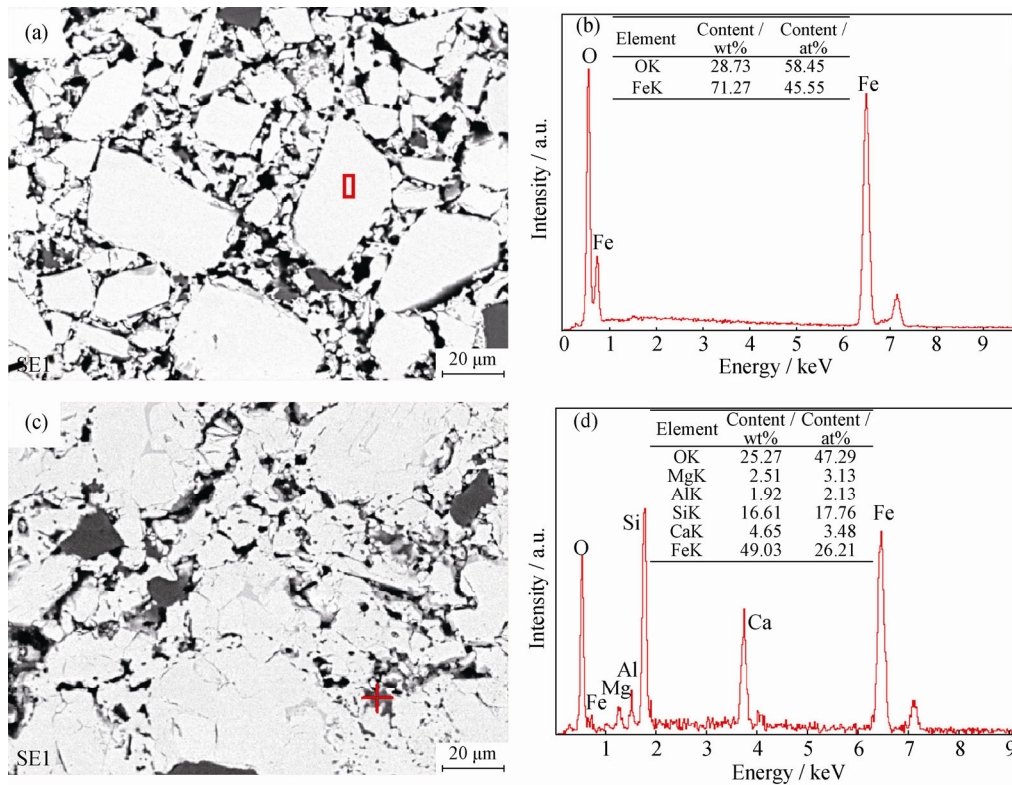 (a)
SE1
20 μm
(b)
Element Content / wt% Content / at%
OK 28.73 58.45
FeK 71.27 45.55
O
Fe
Fe
Intensity / a.u.
0 1 2 3 4 5 6 7 8 9
Energy / keV
(c)
SE1
20 μm
(d)
Element Content / wt% Content / at%
OK 25.27 47.29
MgK 2.51 3.13
AlK 1.92 2.13
SiK 16.61 17.76
CaK 4.65 3.48
FeK 49.03 26.21
O
Fe
Mg
Al
Si
Ca
Fe
Intensity / a.u.
0 1 2 3 4 5 6 7 8 9
Energy / keV